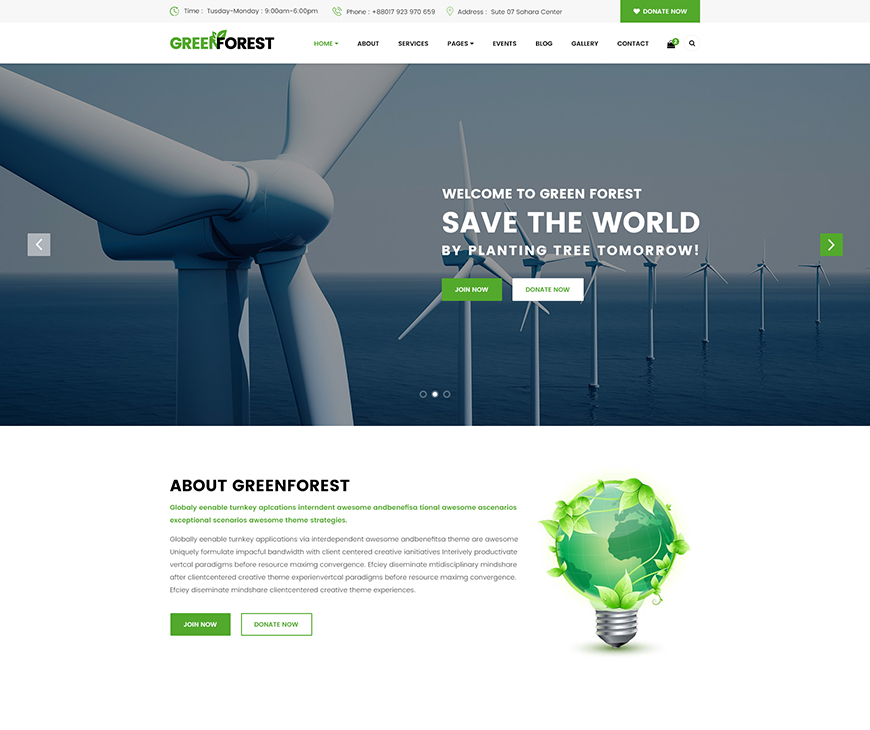 Time : Tusday-Monday : 9:00am-6:00pm
Phone : +88017 923 970 659
Address : Sute 07 Sohara Center
DONATE NOW
GREENFOREST
HOME ABOUT SERVICES PAGES EVENTS BLOG GALLERY CONTACT 2
WELCOME TO GREEN FOREST
SAVE THE WORLD
BY PLANTING TREE TOMORROW!
JOIN NOW DONATE NOW
ABOUT GREENFOREST
Globaly eenable turnkey aplcations interndent awesome andbenefisa tional awesome ascenarios
exceptional scenarios awesome theme strategies.
Globally eenable turnkey applications via interdependent awesome andbenefitsa theme are awesome
Uniquely formulate impacful bandwidth with client centered creative ianitiatives Interively productivate
vertcal paradigms before resource maximg convergence. Efciey diseminate mtidisciplinary mindshare
after clientcentered creative theme experienvertcal paradigms before resource maxing convergence.
Efciey diseminate mindshare clientcentered creative theme experiences.
JOIN NOW DONATE NOW